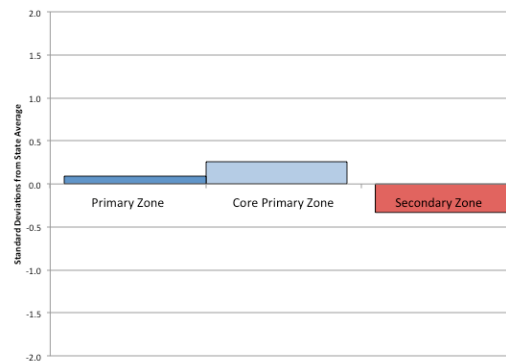 2.0
1.5
1.0
0.5
0.0
-0.5
-1.0
-1.5
-2.0
Standard Deviations from State Average
Primary Zone
Core Primary Zone
Secondary Zone